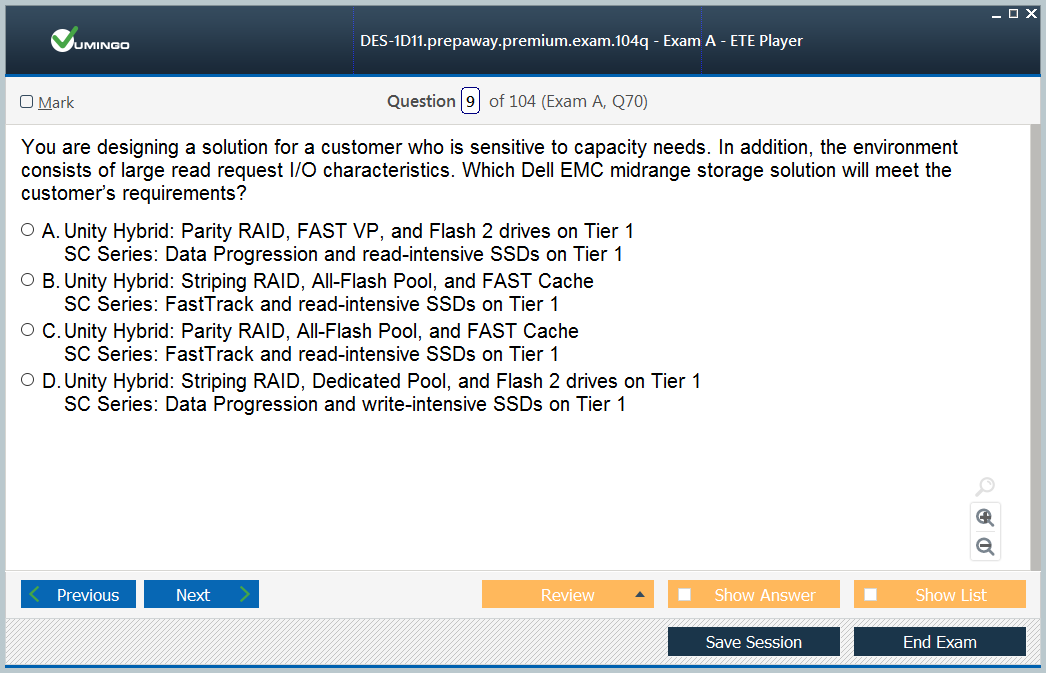 UMINGO
DES-1D11.prepaway.premium.exam.104q - Exam A - ETE Player
Mark
Question 9 of 104 (Exam A, Q70)
You are designing a solution for a customer who is sensitive to capacity needs. In addition, the environment
consists of large read request I/O characteristics. Which Dell EMC midrange storage solution will meet the
customer’s requirements?
A. Unity Hybrid: Parity RAID, FAST VP, and Flash 2 drives on Tier 1
SC Series: Data Progression and read-intensive SSDs on Tier 1
B. Unity Hybrid: Striping RAID, All-Flash Pool, and FAST Cache
SC Series: FastTrack and read-intensive SSDs on Tier 1
C. Unity Hybrid: Parity RAID, All-Flash Pool, and FAST Cache
SC Series: FastTrack and read-intensive SSDs on Tier 1
D. Unity Hybrid: Striping RAID, Dedicated Pool, and Flash 2 drives on Tier 1
SC Series: Data Progression and write-intensive SSDs on Tier 1
Previous Next Review Show Answer Show List
Save Session End Exam